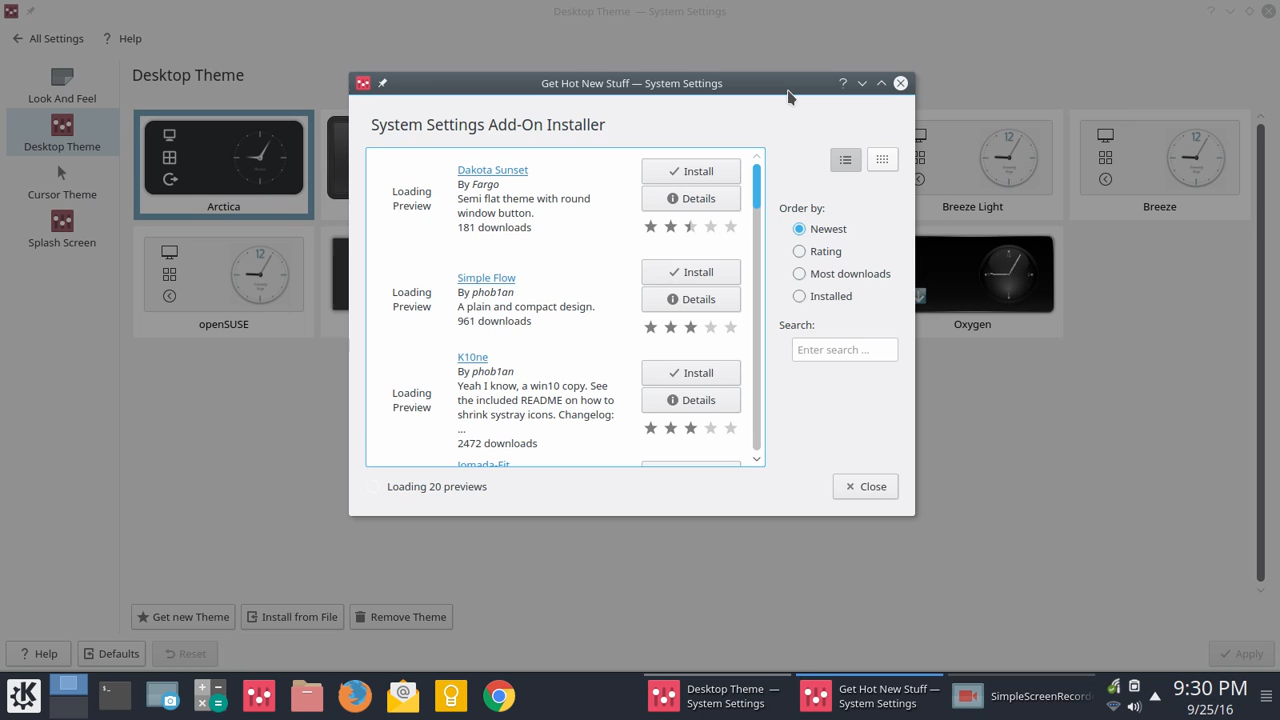 Desktop Theme — System Settings
All Settings
? Help
Desktop Theme
Look And Feel
Desktop Theme
Cursor Theme
Splash Screen
Arctica
Breeze Light
Breeze
openSUSE
Oxygen
Get Hot New Stuff — System Settings
System Settings Add-On Installer
Loading
Preview
Dakota Sunset
By Fargo
Semi flat theme with round
window button.
181 downloads
Install
Details
Loading
Preview
Simple Flow
By phob1an
A plain and compact design.
961 downloads
Install
Details
Loading
Preview
K10ne
By phob1an
Yeah I know, a win10 copy. See
the included README on how to
shrink systray icons. Changelog:
...
2472 downloads
Install
Details
Order by:
Newest
Rating
Most downloads
Installed
Search:
Enter search ...
Loading 20 previews
Close
Get new Theme
Install from File
Remove Theme
? Help
Defaults
Reset
Apply
Desktop Theme —
System Settings
Get Hot New Stuff —
System Settings
SimpleScreenRecord
9:30 PM
9/25/16